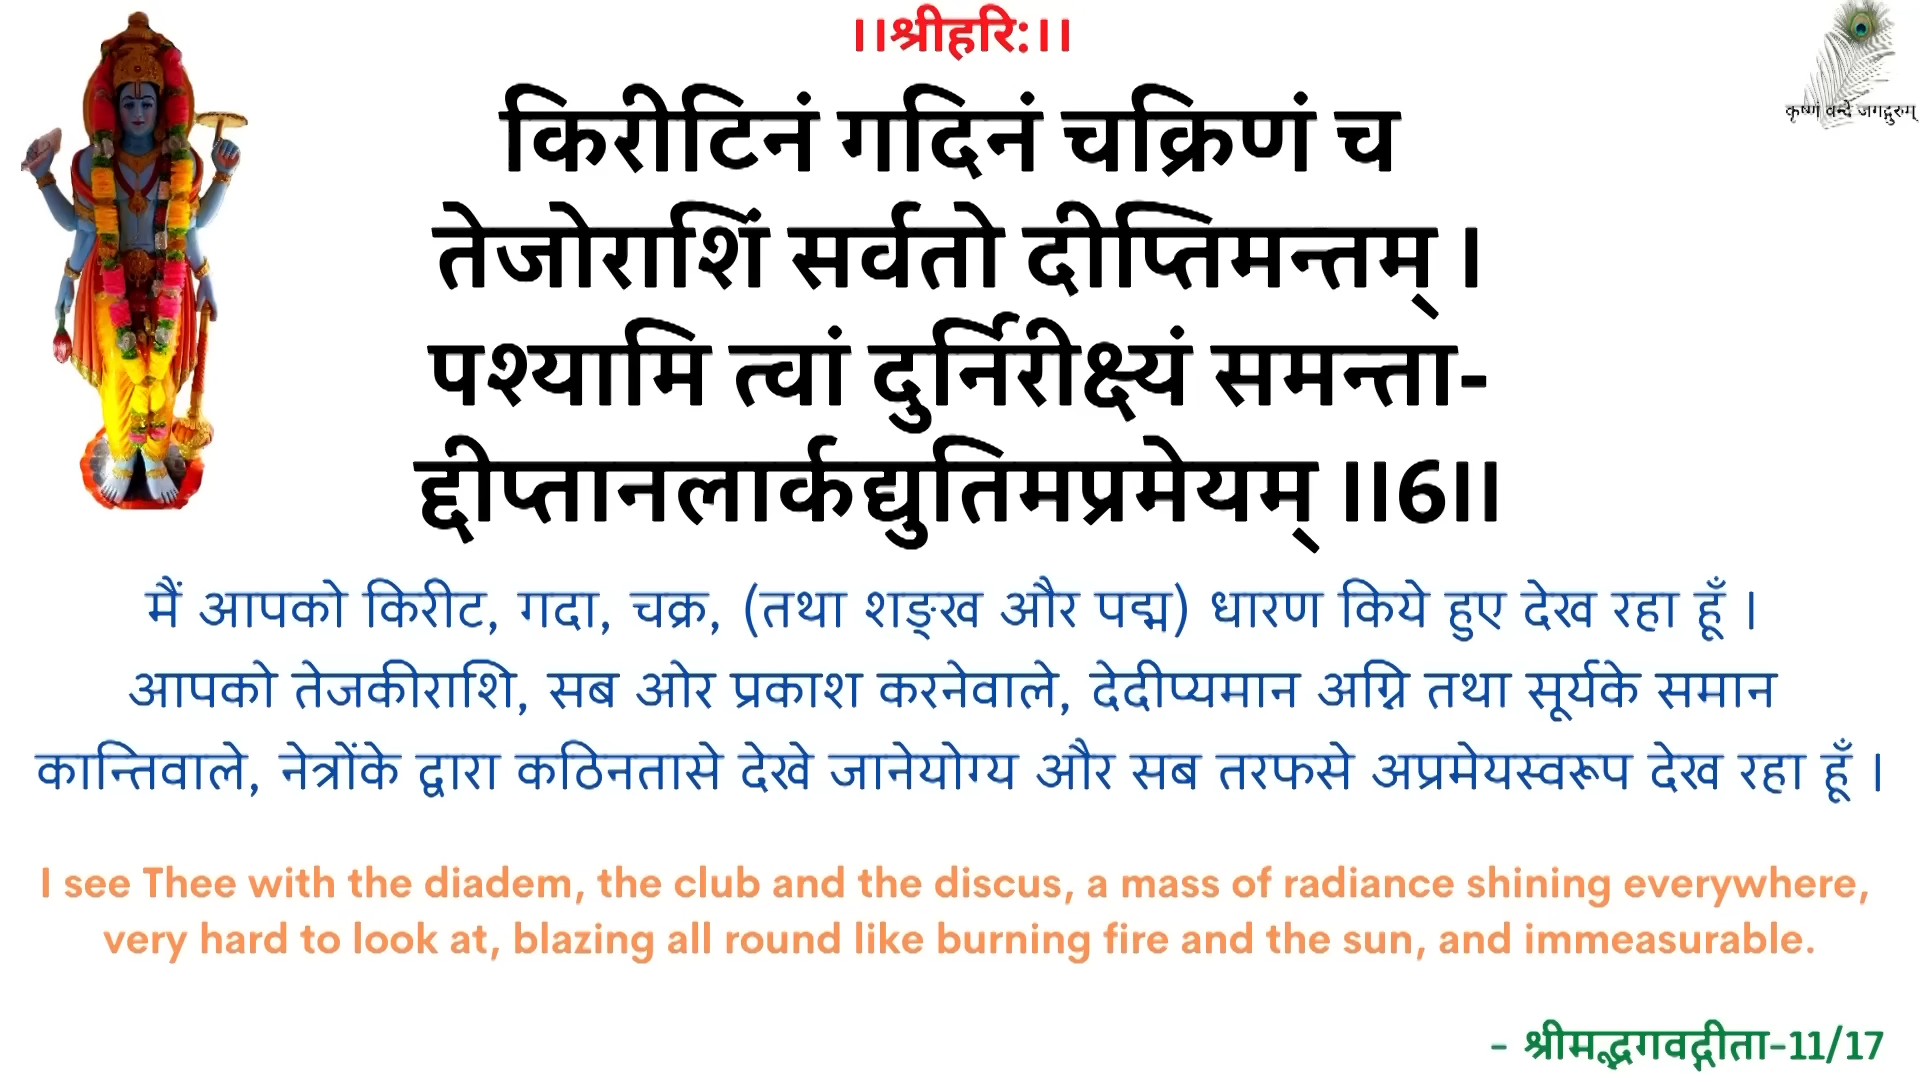 ।।श्रीहरि:।।
कृष्णं वन्दे जगद्गुरुम्
किरीटिनं गदिनं चक्रिणं च
तेजोराशिं सर्वतो दीप्तिमन्तम् ।
पश्यामि त्वां दुर्निरीक्ष्यं समन्ता-
द्दीप्तानलार्कद्युतिमप्रमेयम् ।।6।।
मैं आपको किरीट, गदा, चक्र, (तथा शङ्ख और पद्म) धारण किये हुए देख रहा हूँ ।
आपको तेजकीराशि, सब ओर प्रकाश करनेवाले, देदीप्यमान अग्नि तथा सूर्यके समान
कान्तिवाले, नेत्रोंके द्वारा कठिनतासे देखे जानेयोग्य और सब तरफसे अप्रमेयस्वरूप देख रहा हूँ ।
I see Thee with the diadem, the club and the discus, a mass of radiance shining everywhere,
very hard to look at, blazing all round like burning fire and the sun, and immeasurable.
- श्रीमद्भगवद्गीता-11/17